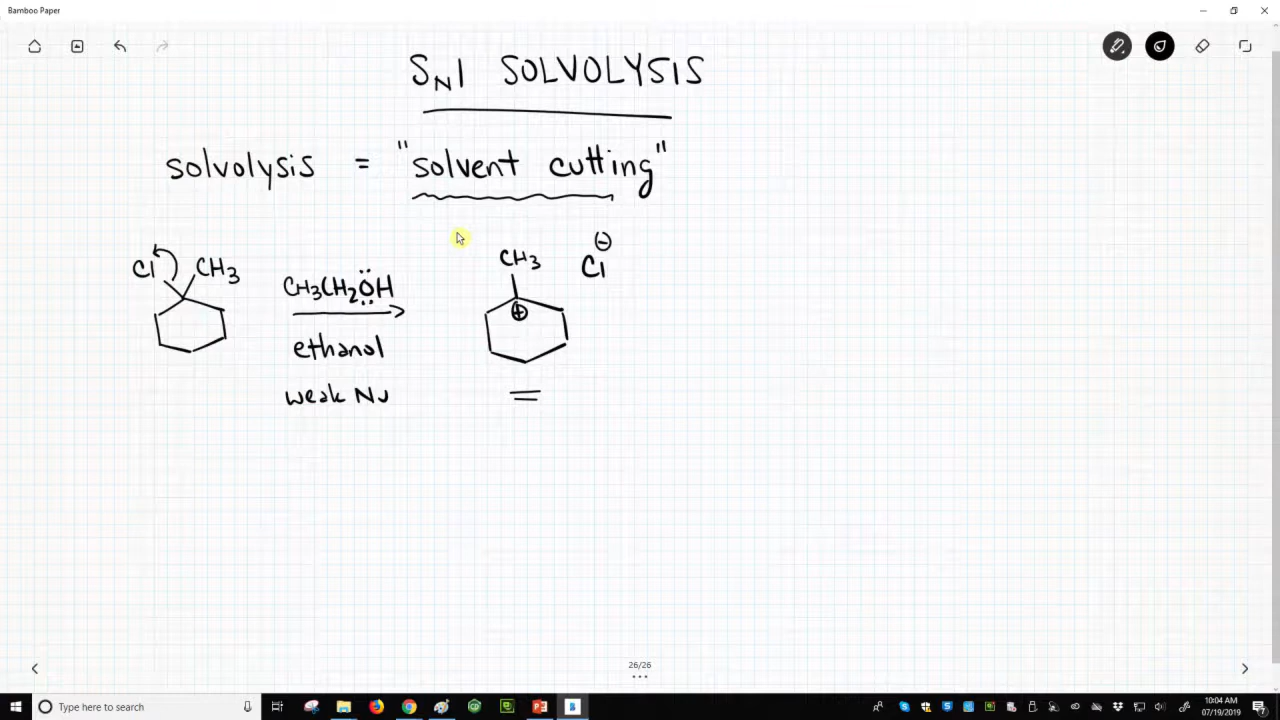 Bamboo Paper
SN1 SOLVOLYSIS
solvolysis = "solvent cutting"
Cl CH3
CH3CH2ÖH
ethanol
weak Nu
CH3 Cl ⊖
⊕
=
26/26
Type here to search
10:04 AM
07/19/2019